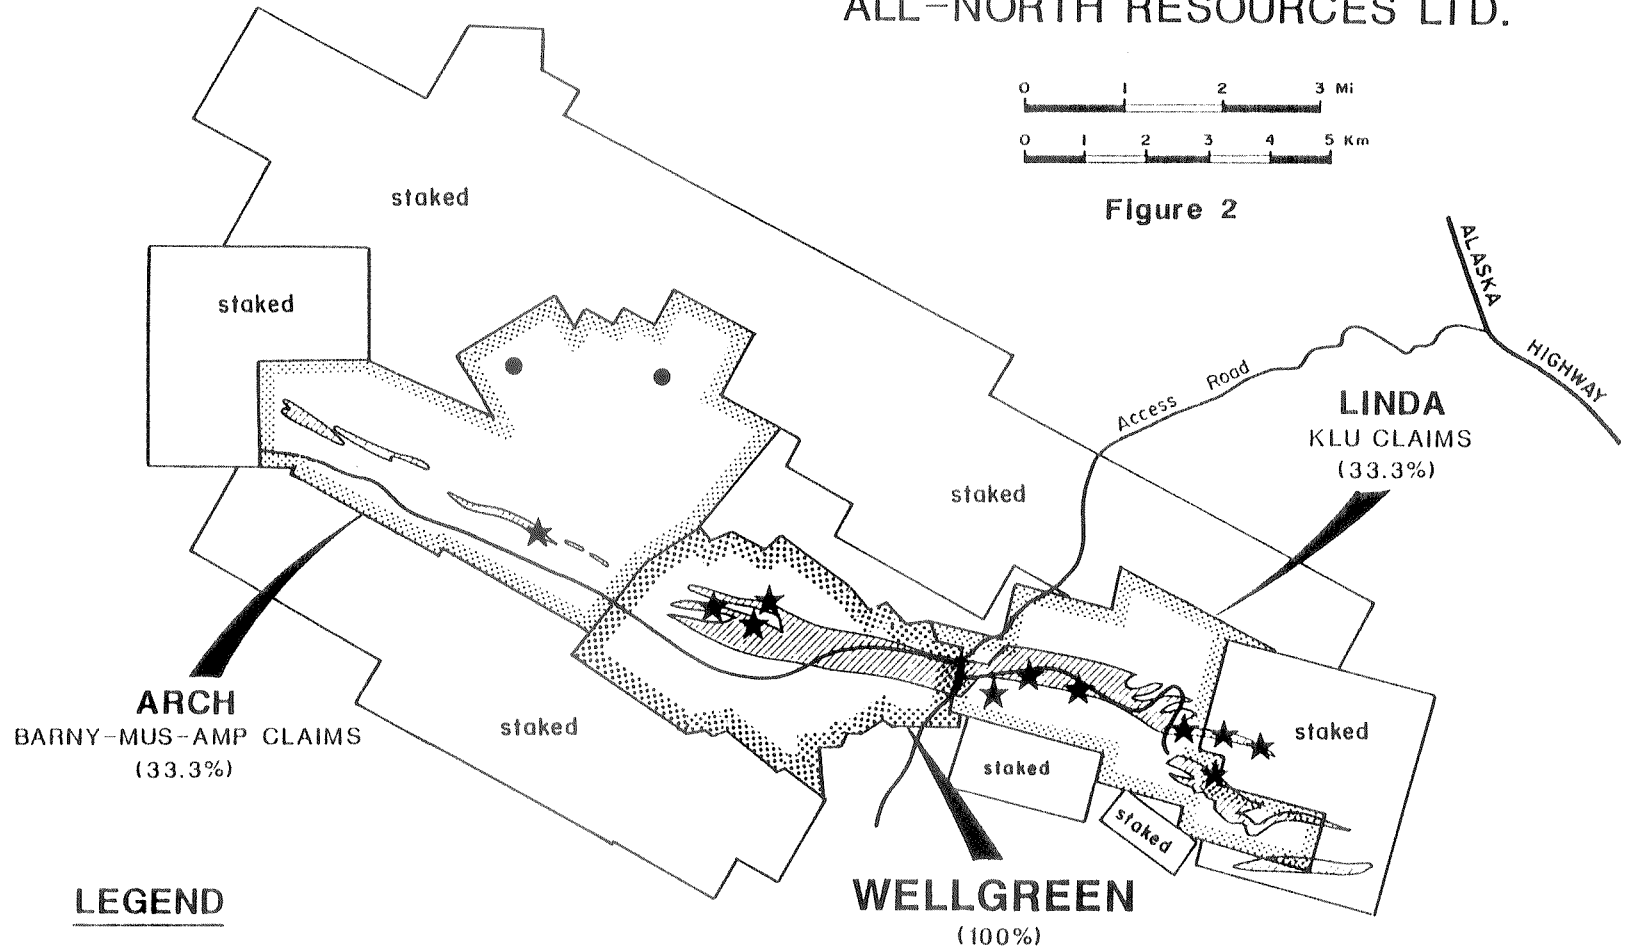 ALL-NORTH RESOURCES LTD.
0 1 2 3 Mi
0 1 2 3 4 5 Km
Figure 2
staked
staked
ALASKA
HIGHWAY
Access Road
LINDA
KLU CLAIMS
(33.3%)
staked
ARCH
BARNY-MUS-AMP CLAIMS
(33.3%)
staked
staked
staked
staked
WELLGREEN
(100%)
LEGEND